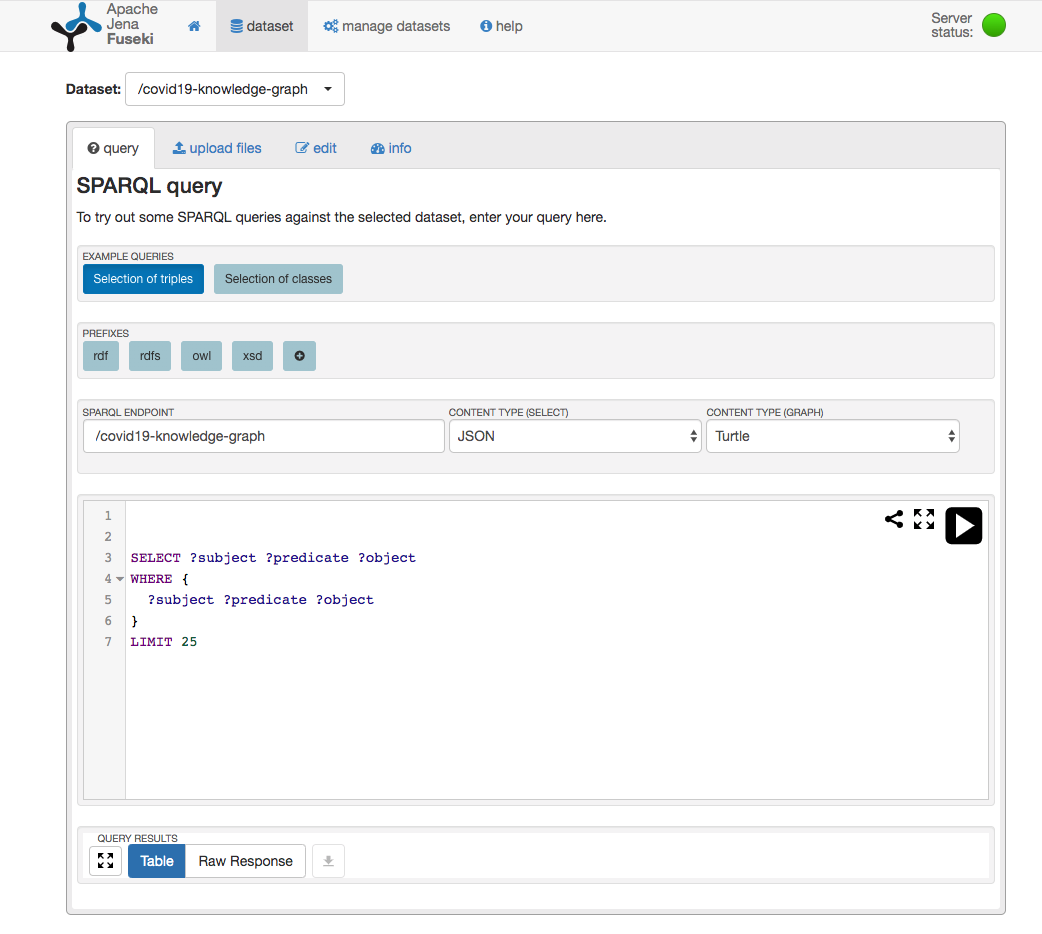 Apache
Jena
Fuseki
dataset
manage datasets
help
Server
status:
Dataset: /covid19-knowledge-graph
query
upload files
edit
info
SPARQL query
To try out some SPARQL queries against the selected dataset, enter your query here.
EXAMPLE QUERIES
Selection of triples
Selection of classes
PREFIXES
rdf
rdfs
owl
xsd
SPARQL ENDPOINT
/covid19-knowledge-graph
CONTENT TYPE (SELECT)
JSON
CONTENT TYPE (GRAPH)
Turtle
1
2
3 SELECT ?subject ?predicate ?object
4 WHERE {
5 ?subject ?predicate ?object
6 }
7 LIMIT 25
QUERY RESULTS
Table
Raw Response